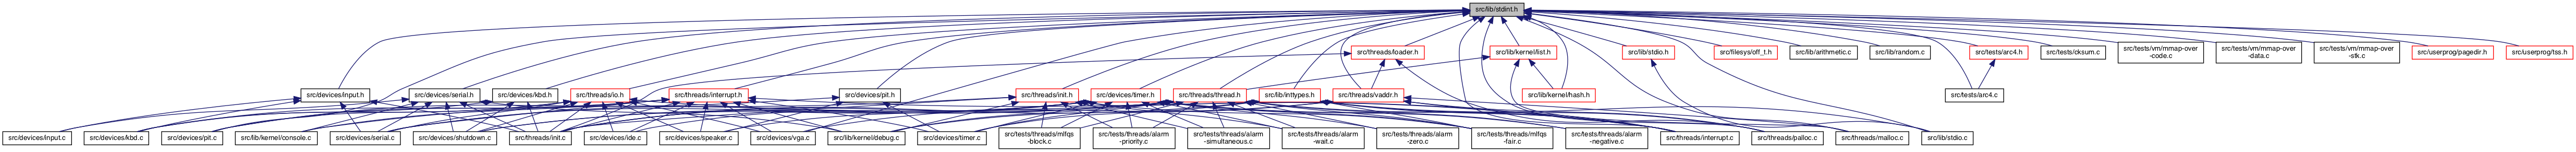 src/lib/stdint.h
src/threads/loader.h
src/lib/kernel/list.h
src/lib/stdio.h
src/filesys/off_t.h
src/lib/arithmetic.c
src/lib/random.c
src/tests/arc4.h
src/tests/cksum.c
src/tests/vm/mmap-over
-code.c
src/tests/vm/mmap-over
-data.c
src/tests/vm/mmap-over
-stk.c
src/userprog/pagedir.h
src/userprog/tss.h
src/devices/input.h
src/devices/serial.h
src/devices/kbd.h
src/threads/io.h
src/threads/interrupt.h
src/devices/pit.h
src/threads/init.h
src/devices/timer.h
src/threads/thread.h
src/lib/inttypes.h
src/threads/vaddr.h
src/lib/kernel/hash.h
src/tests/arc4.c
src/devices/input.c
src/devices/kbd.c
src/devices/pit.c
src/lib/kernel/console.c
src/devices/serial.c
src/devices/shutdown.c
src/threads/init.c
src/devices/ide.c
src/devices/speaker.c
src/devices/vga.c
src/lib/kernel/debug.c
src/devices/timer.c
src/tests/threads/mlfqs
-block.c
src/tests/threads/alarm
-priority.c
src/tests/threads/alarm
-simultaneous.c
src/tests/threads/alarm
-wait.c
src/tests/threads/alarm
-zero.c
src/tests/threads/mlfqs
-fair.c
src/tests/threads/alarm
-negative.c
src/threads/interrupt.c
src/threads/palloc.c
src/threads/malloc.c
src/lib/stdio.c